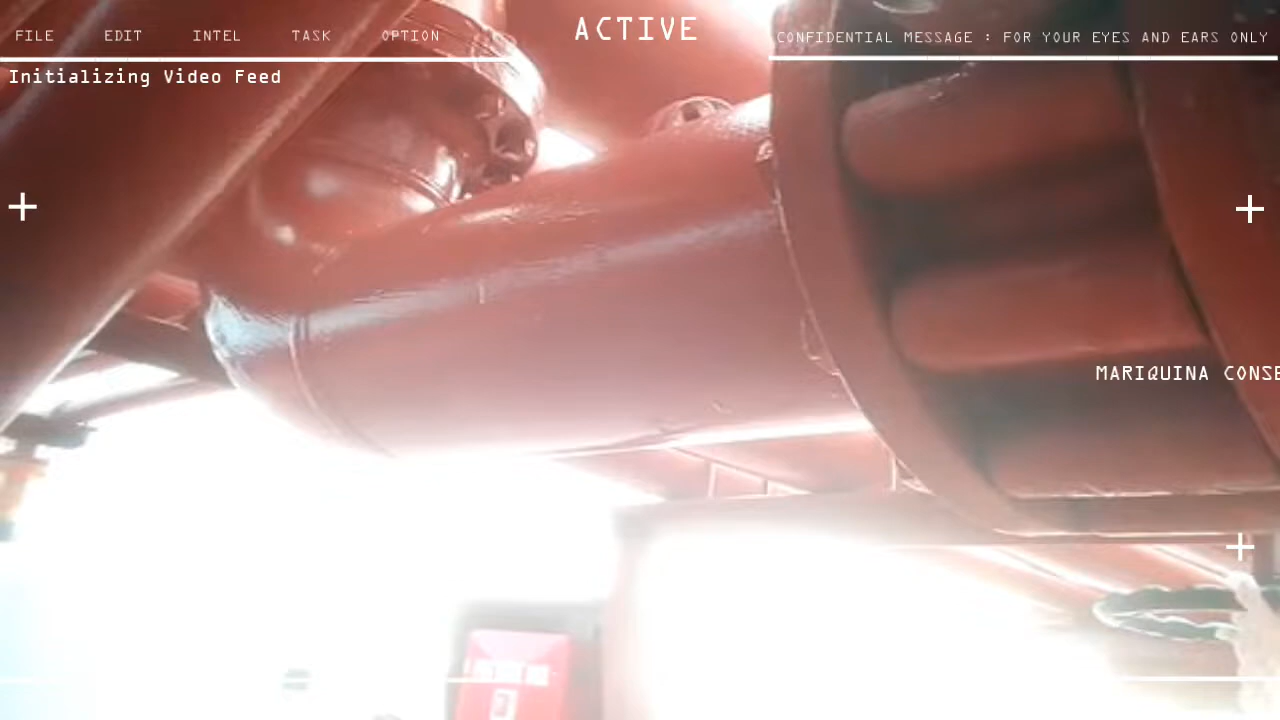 FILE EDIT INTEL TASK OPTION
ACTIVE
CONFIDENTIAL MESSAGE : FOR YOUR EYES AND EARS ONLY
Initializing Video Feed
MARIQUINA CONSE